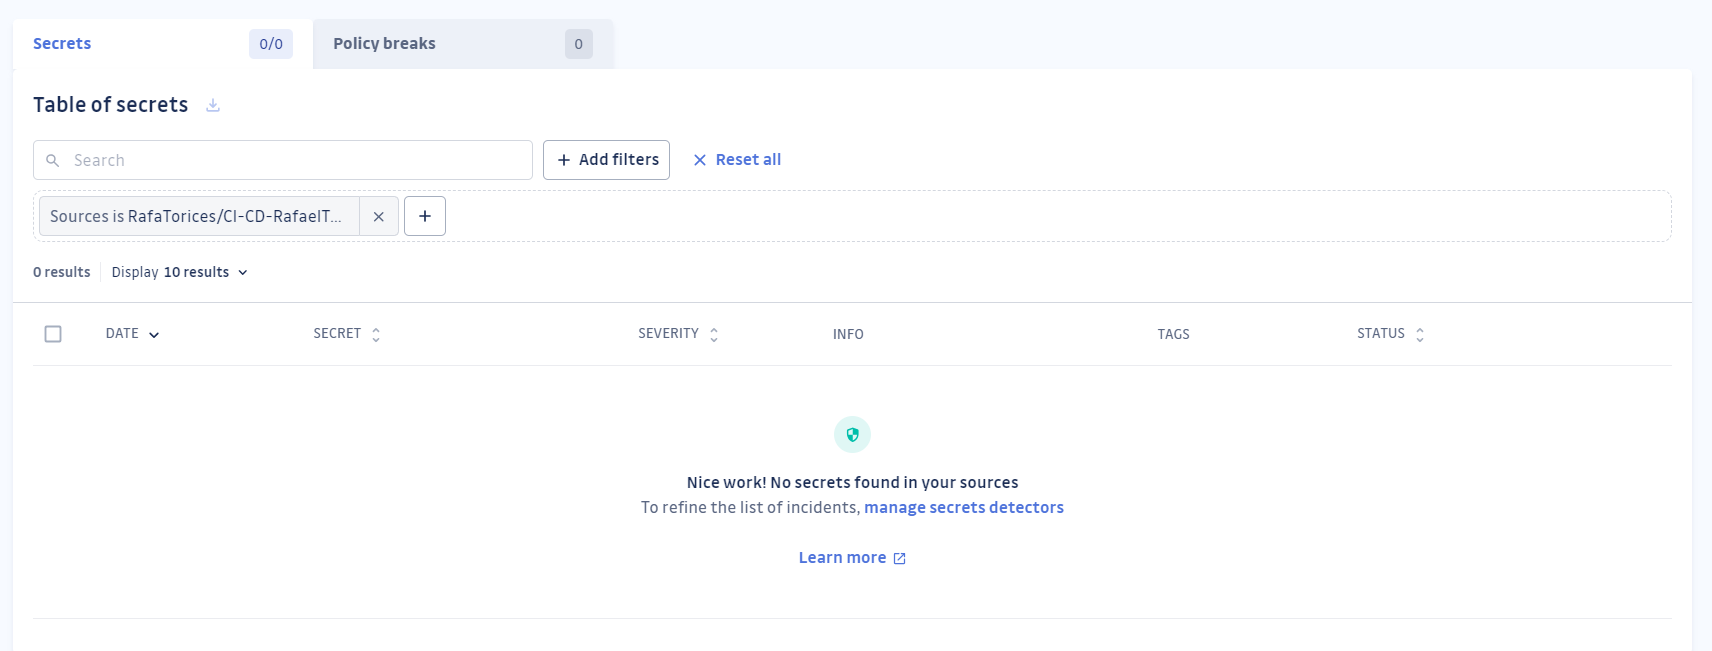 Secrets 0/0 Policy breaks 0
Table of secrets
Search + Add filters Reset all
Sources is RafaTorices/CI-CD-RafaelT... +
0 results Display 10 results
DATE SECRET SEVERITY INFO TAGS STATUS
Nice work! No secrets found in your sources
To refine the list of incidents, manage secrets detectors
Learn more